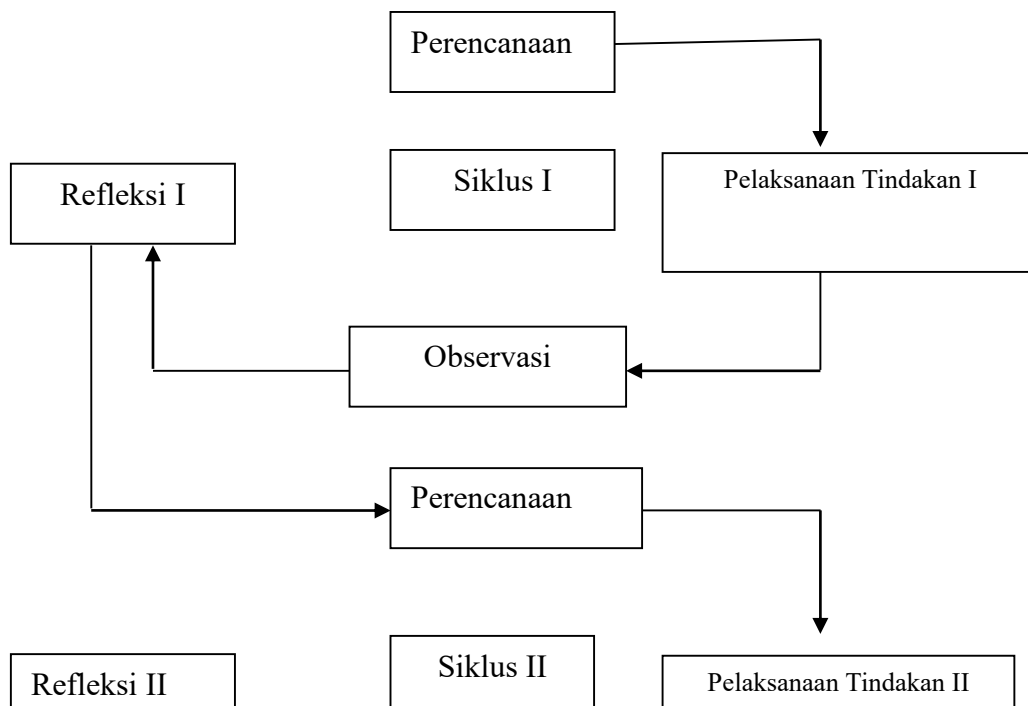 Perencanaan
Refleksi I
Siklus I
Pelaksanaan Tindakan I
Observasi
Perencanaan
Refleksi II
Siklus II
Pelaksanaan Tindakan II